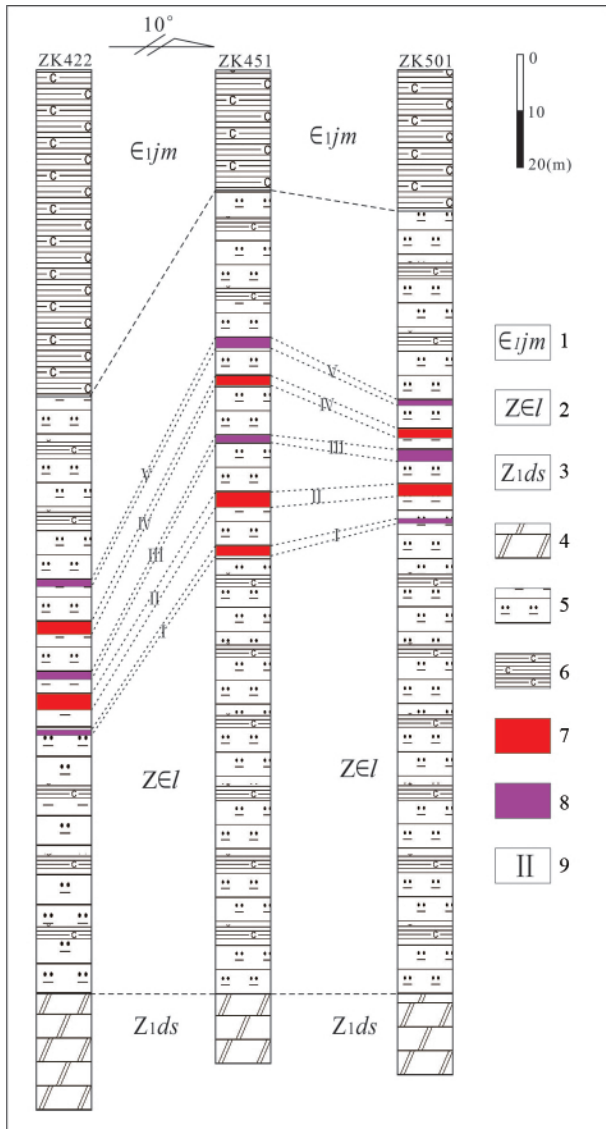 10°
ZK422 ZK451 ZK501
0
10
20(m)
∈1jm ∈1jm
V V
IV IV
III III
II II
I I
Z∈l Z∈l
Z1ds Z1ds
∈1jm 1
Z∈l 2
Z1ds 3
4
5
C C C 6
7
8
II 9